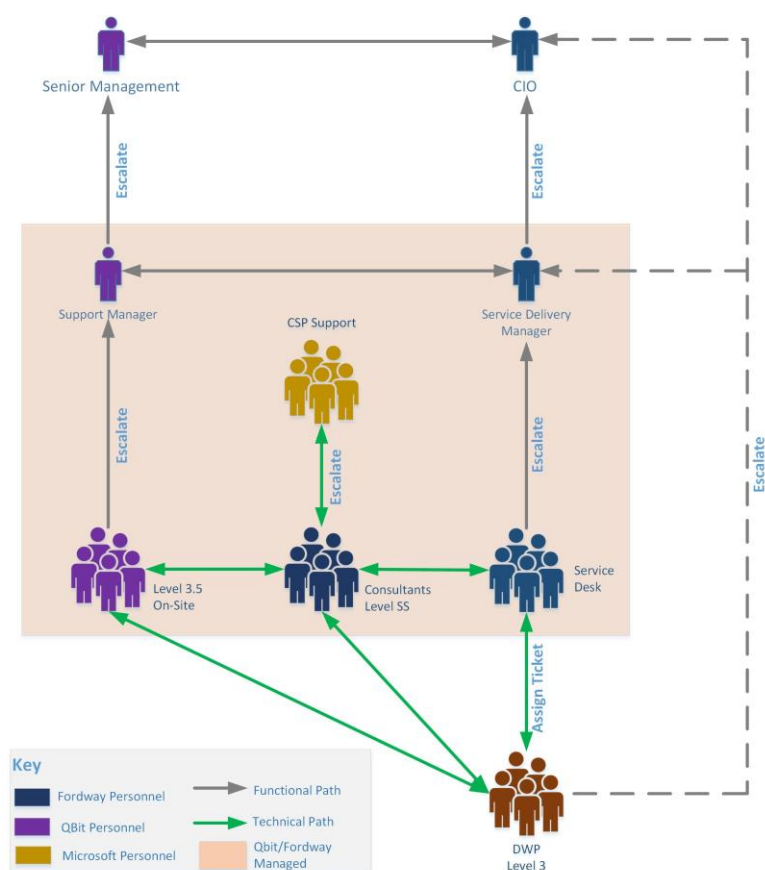 Senior Management
CIO
Escalate
Escalate
Support Manager
Service Delivery
Manager
CSP Support
Escalate
Escalate
Escalate
Escalate
Level 3.5
On-Site
Consultants
Level SS
Service
Desk
Assign Ticket
Key
Fordway Personnel
Functional Path
QBit Personnel
Technical Path
Microsoft Personnel
Qbit/Fordway
Managed
DWP
Level 3